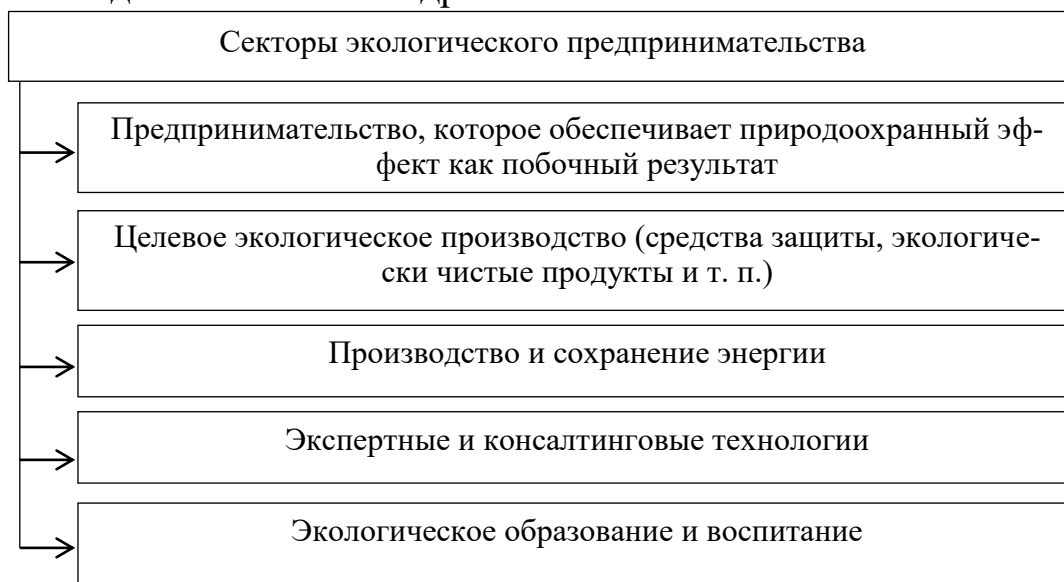 Секторы экологического предпринимательства
Предпринимательство, которое обеспечивает природоохранный эф-
фект как побочный результат
Целевое экологическое производство (средства защиты, экологиче-
ски чистые продукты и т. п.)
Производство и сохранение энергии
Экспертные и консалтинговые технологии
Экологическое образование и воспитание